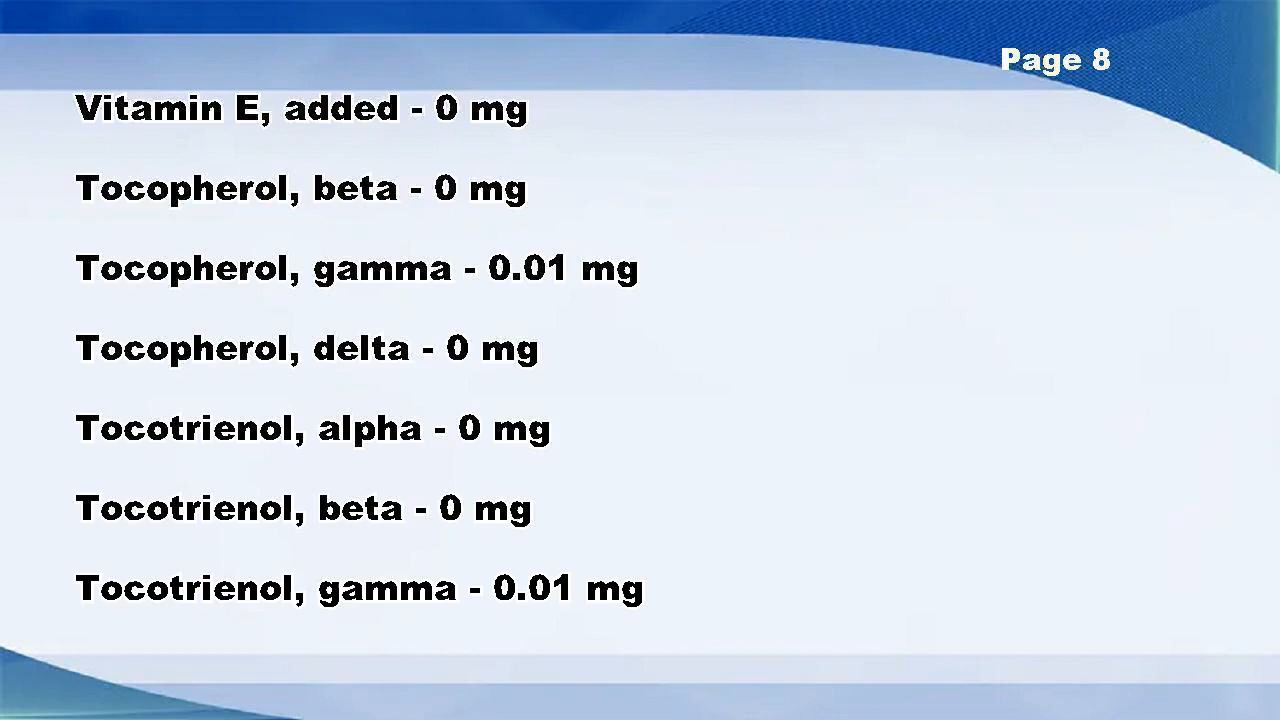 Page 8
Vitamin E, added - 0 mg
Tocopherol, beta - 0 mg
Tocopherol, gamma - 0.01 mg
Tocopherol, delta - 0 mg
Tocotrienol, alpha - 0 mg
Tocotrienol, beta - 0 mg
Tocotrienol, gamma - 0.01 mg